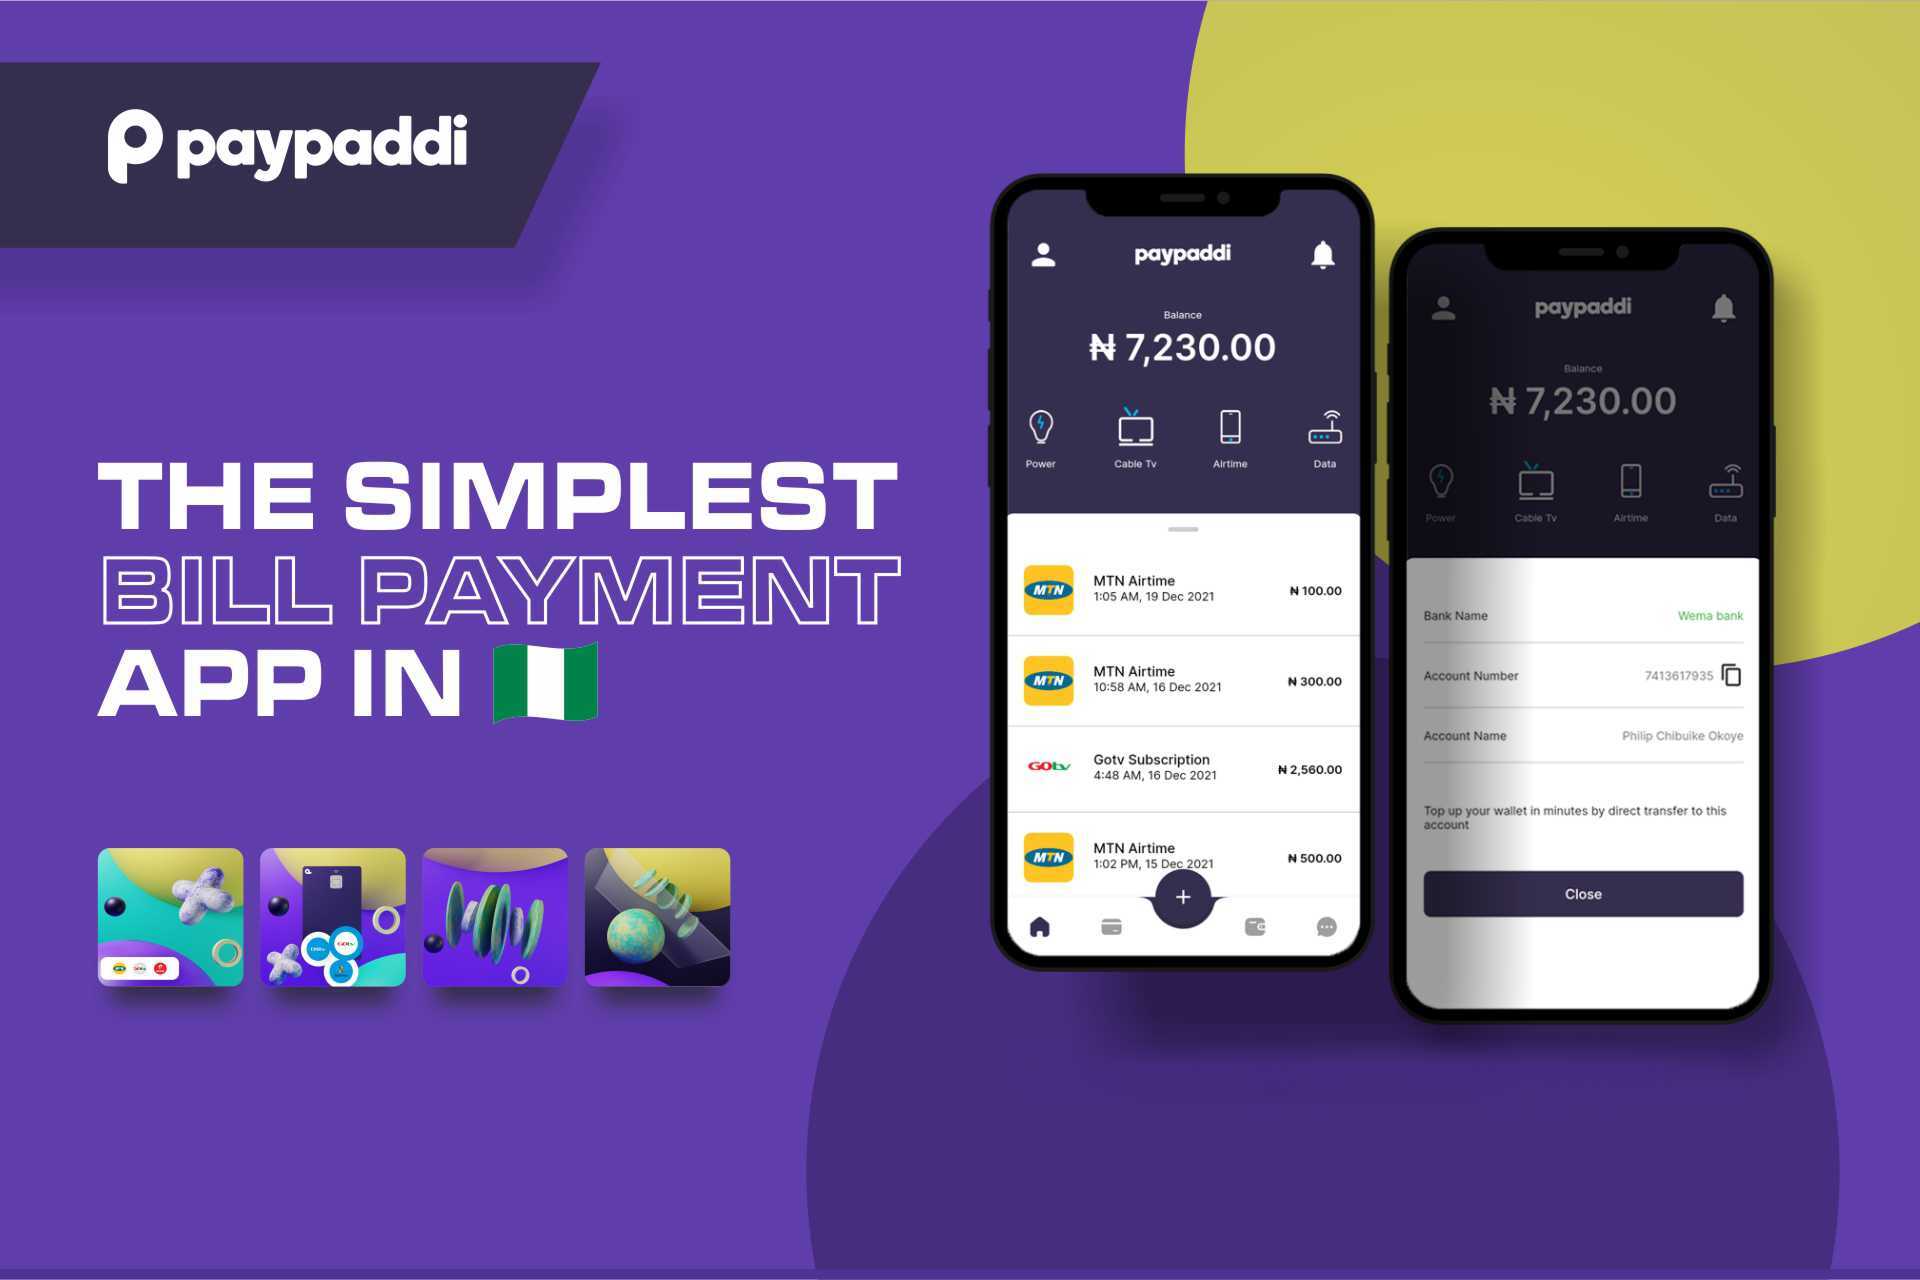 paypaddi
THE SIMPLEST
BILL PAYMENT
APP IN
paypaddi
Balance
₦ 7,230.00
Power
Cable Tv
Airtime
Data
MTN
MTN Airtime
1:05 AM, 19 Dec 2021
₦ 100.00
MTN
MTN Airtime
10:58 AM, 16 Dec 2021
₦ 300.00
GOtv
Gotv Subscription
4:48 AM, 16 Dec 2021
₦ 2,560.00
MTN
MTN Airtime
1:02 PM, 15 Dec 2021
₦ 500.00
paypaddi
Balance
₦ 7,230.00
Power
Cable Tv
Airtime
Data
Bank Name
Wema bank
Account Number
7413617935
Account Name
Philip Chibuike Okoye
Top up your wallet in minutes by direct transfer to this
account
Close
GOtv